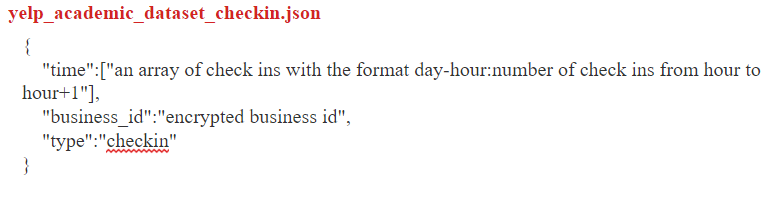 yelp_academic_dataset_checkin.json
{
"time":["an array of check ins with the format day-hour:number of check ins from hour to
hour+1"],
"business_id":"encrypted business id",
"type":"checkin"
}